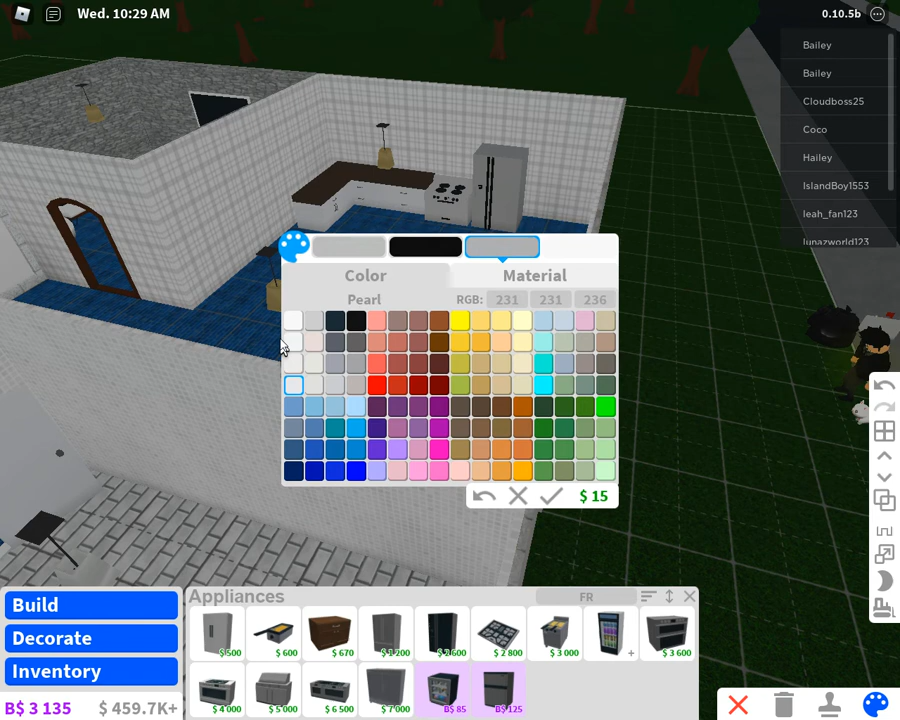 Wed. 10:29 AM
0.10.5b
Bailey
Bailey
Cloudboss25
Coco
Hailey
IslandBoy1553
leah_fan123
lunazworld123
Color
Material
Pearl
RGB: 231 231 236
$ 15
Build
Decorate
Inventory
B$ 3 135
$ 459.7K+
Appliances
FR
$ 500
$ 600
$ 670
$ 1 200
$ 2 600
$ 2 800
$ 3 000
+
$ 3 600
$ 4 000
$ 5 000
$ 6 500
$ 7 000
B$ 85
B$ 125